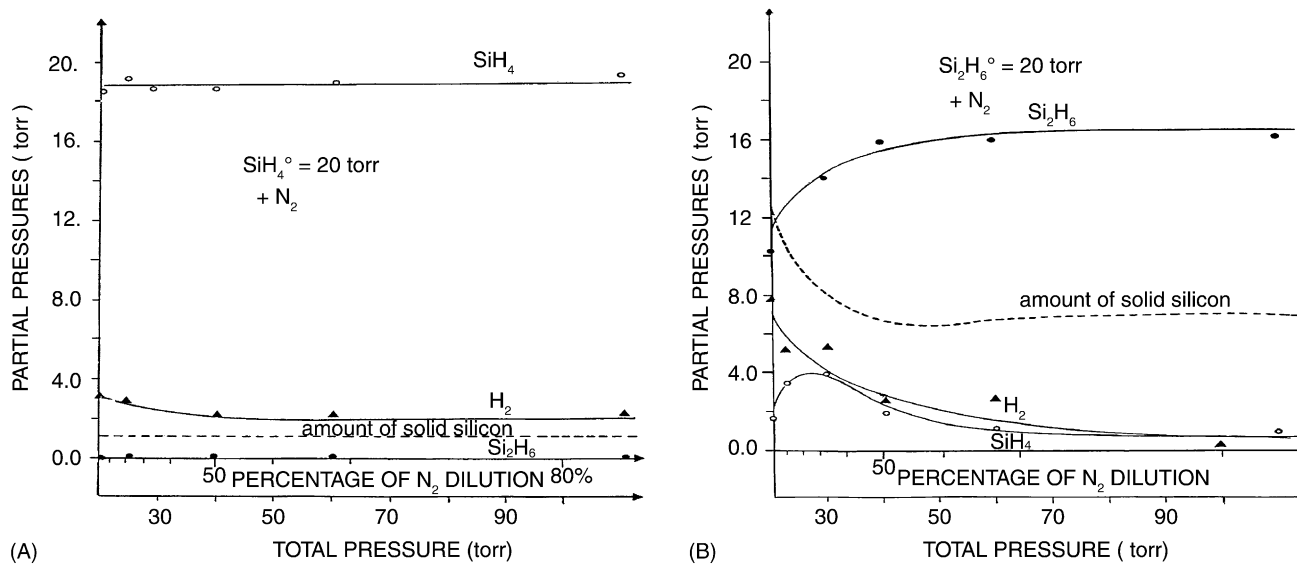 SiH4
20.
16.
SiH4° = 20 torr
+ N2
12.
8.0
4.0
H2
amount of solid silicon
Si2H6
0.0
50 PERCENTAGE OF N2 DILUTION 80%
30 50 70 90
TOTAL PRESSURE (torr)
PARTIAL PRESSURES ( torr)
(A)
20
Si2H6° = 20 torr
+ N2
Si2H6
16
12
amount of solid silicon
8.0
4.0
H2
SiH4
0.0
50
PERCENTAGE OF N2 DILUTION
30 50 70 90
TOTAL PRESSURE ( torr)
PARTIAL PRESSURES ( torr)
(B)